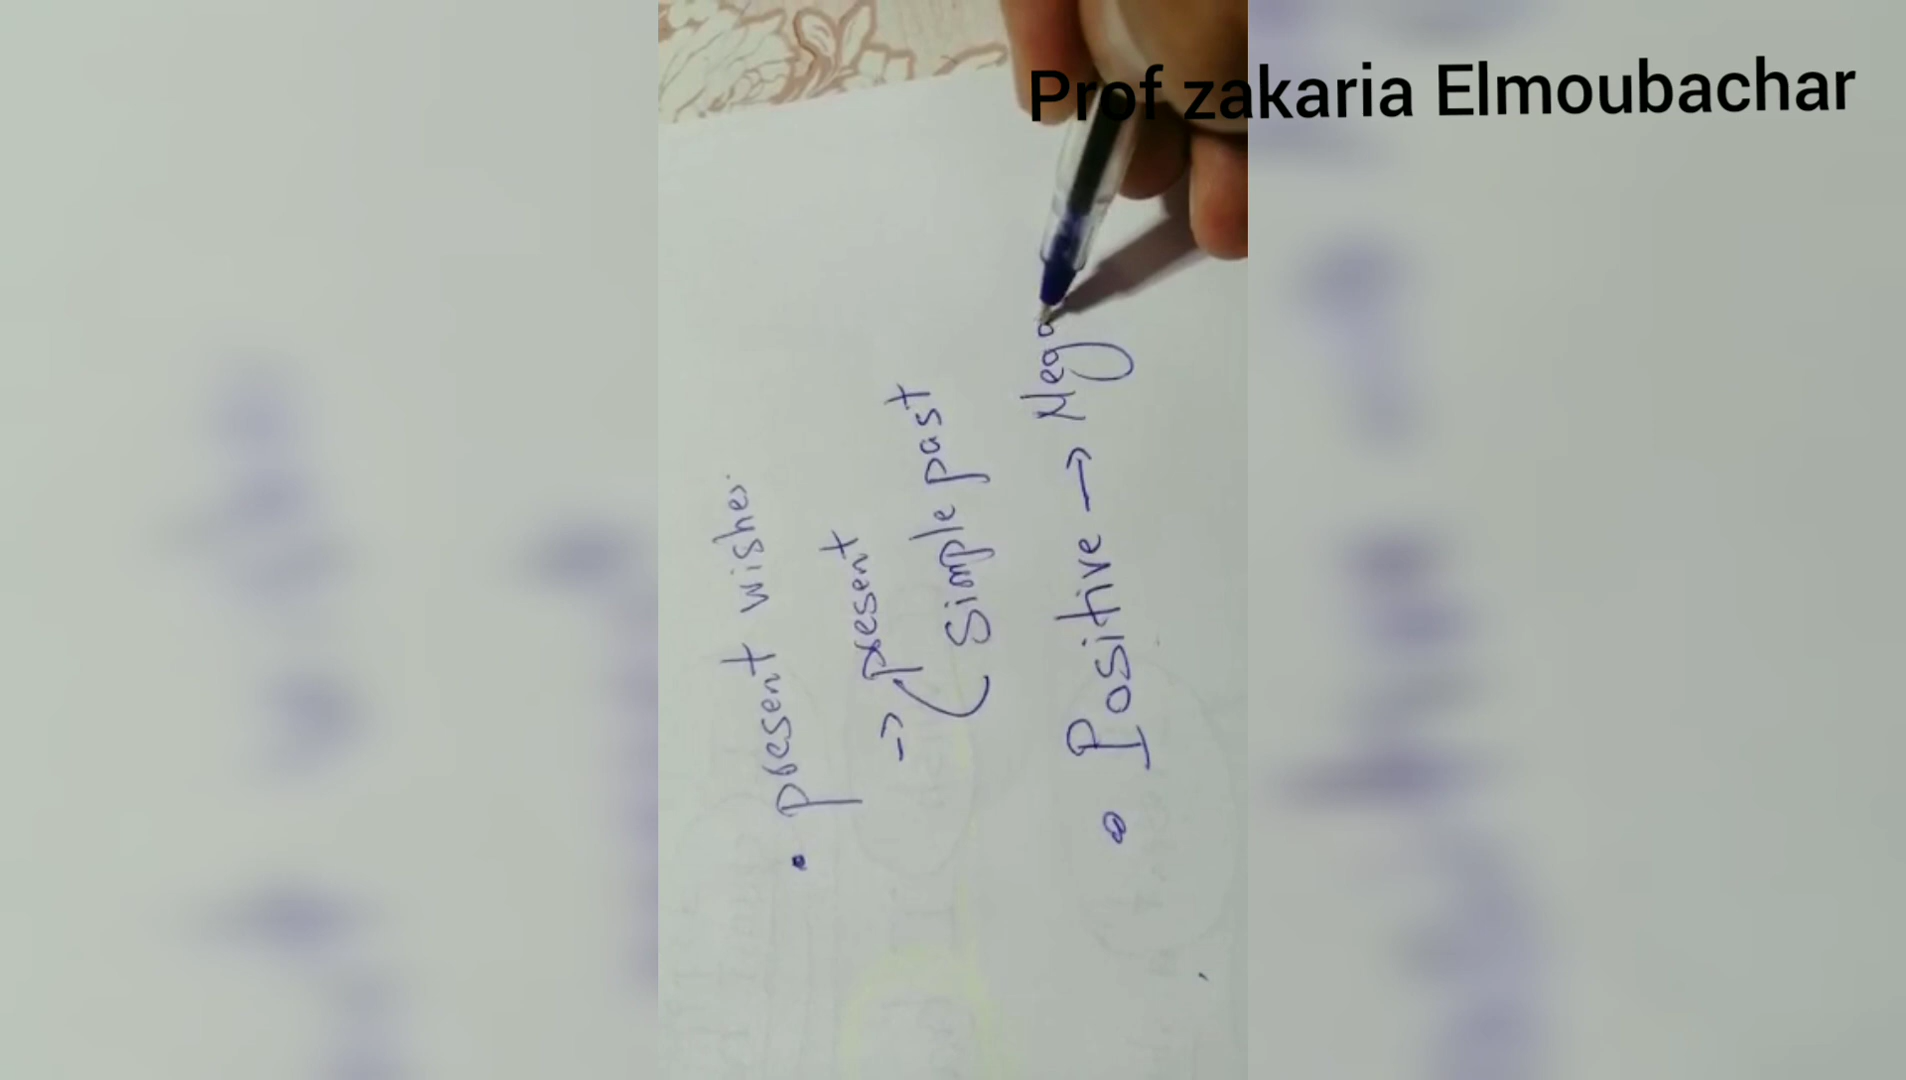 Prof zakaria Elmoubachar
• present wishes.
-> present
( Simple past
• Positive → Nega